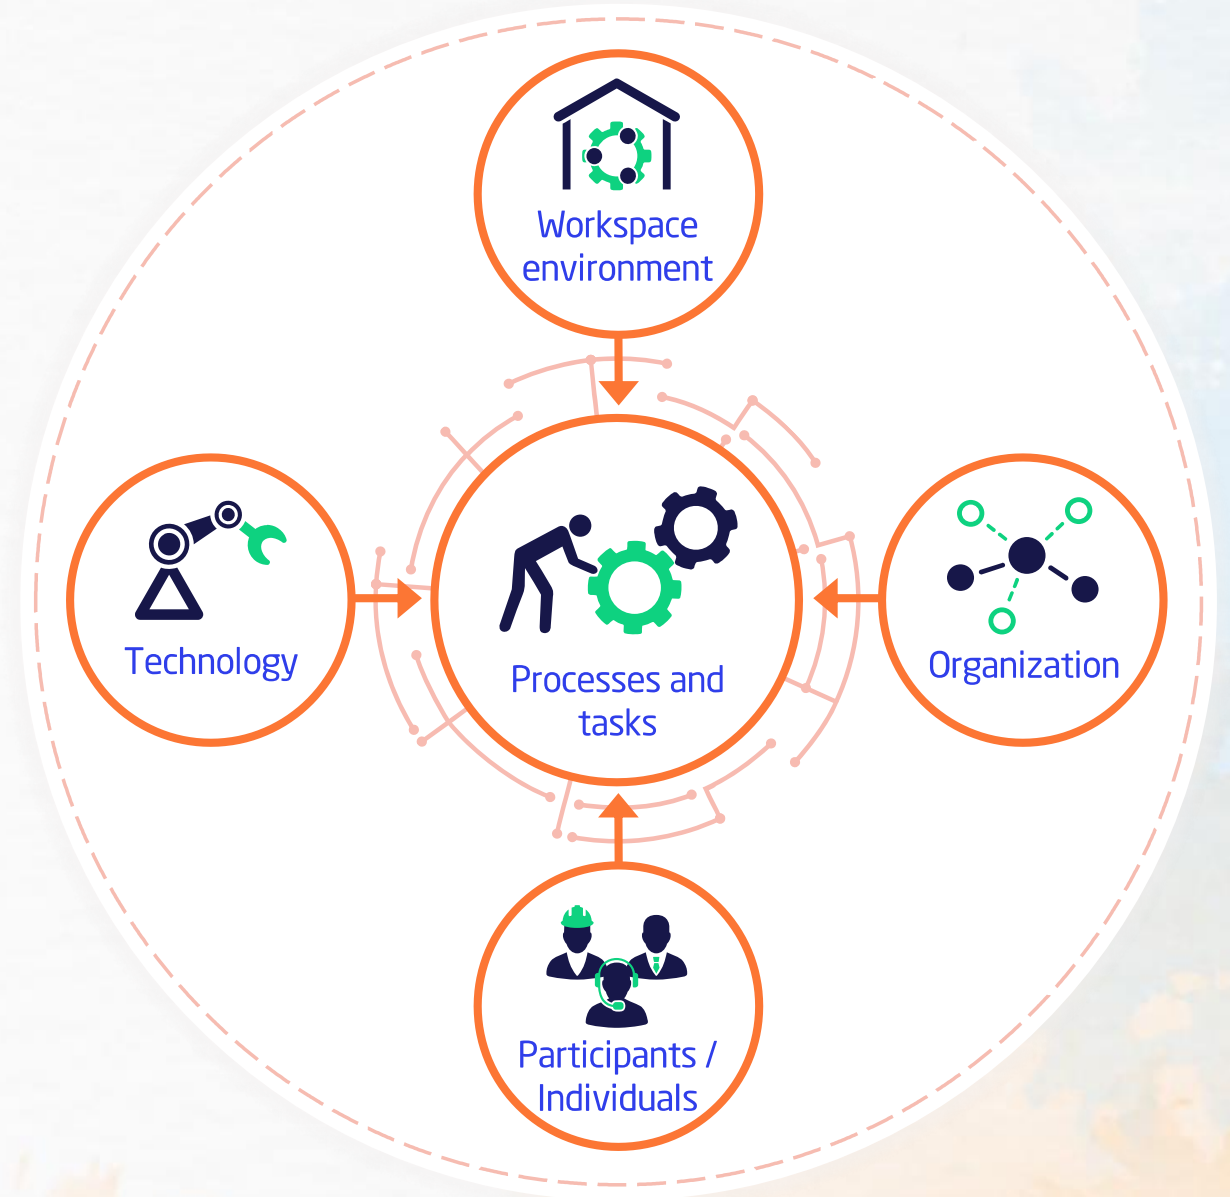 Workspace
environment
Technology
Processes and
tasks
Organization
Participants /
Individuals